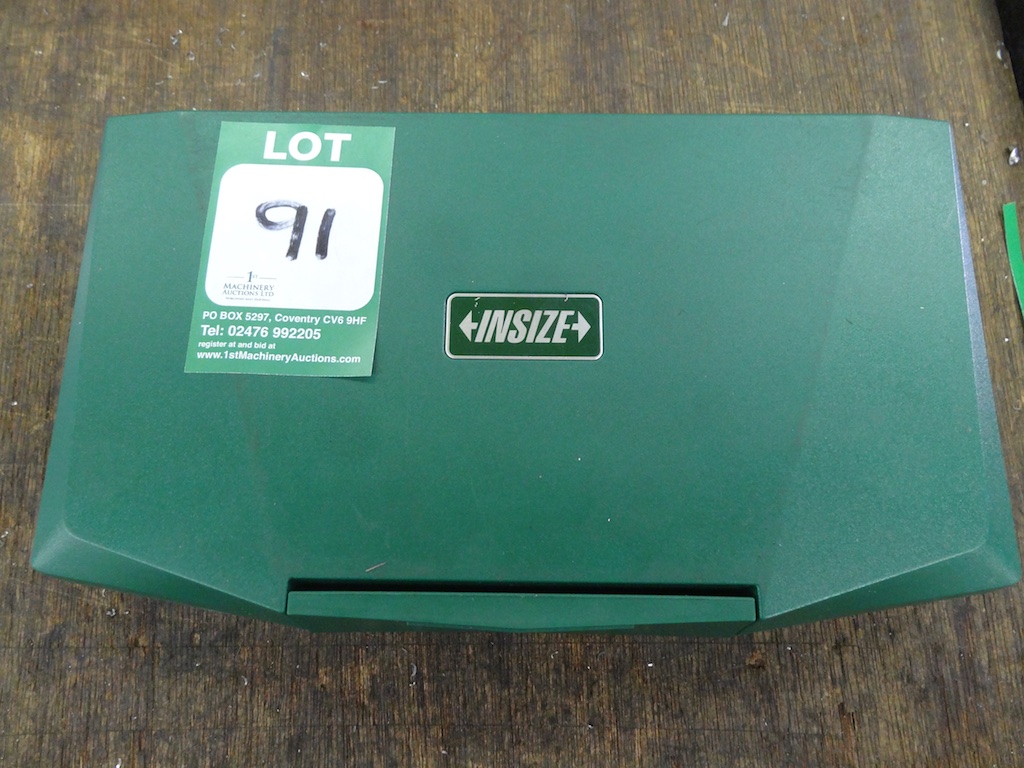 LOT
91
1st
MACHINERY
AUCTIONS LTD
PO BOX 5297, Coventry CV6 9HF
Tel: 02476 992205
register at and bid at
www.1stMachineryAuctions.com
INSIZE